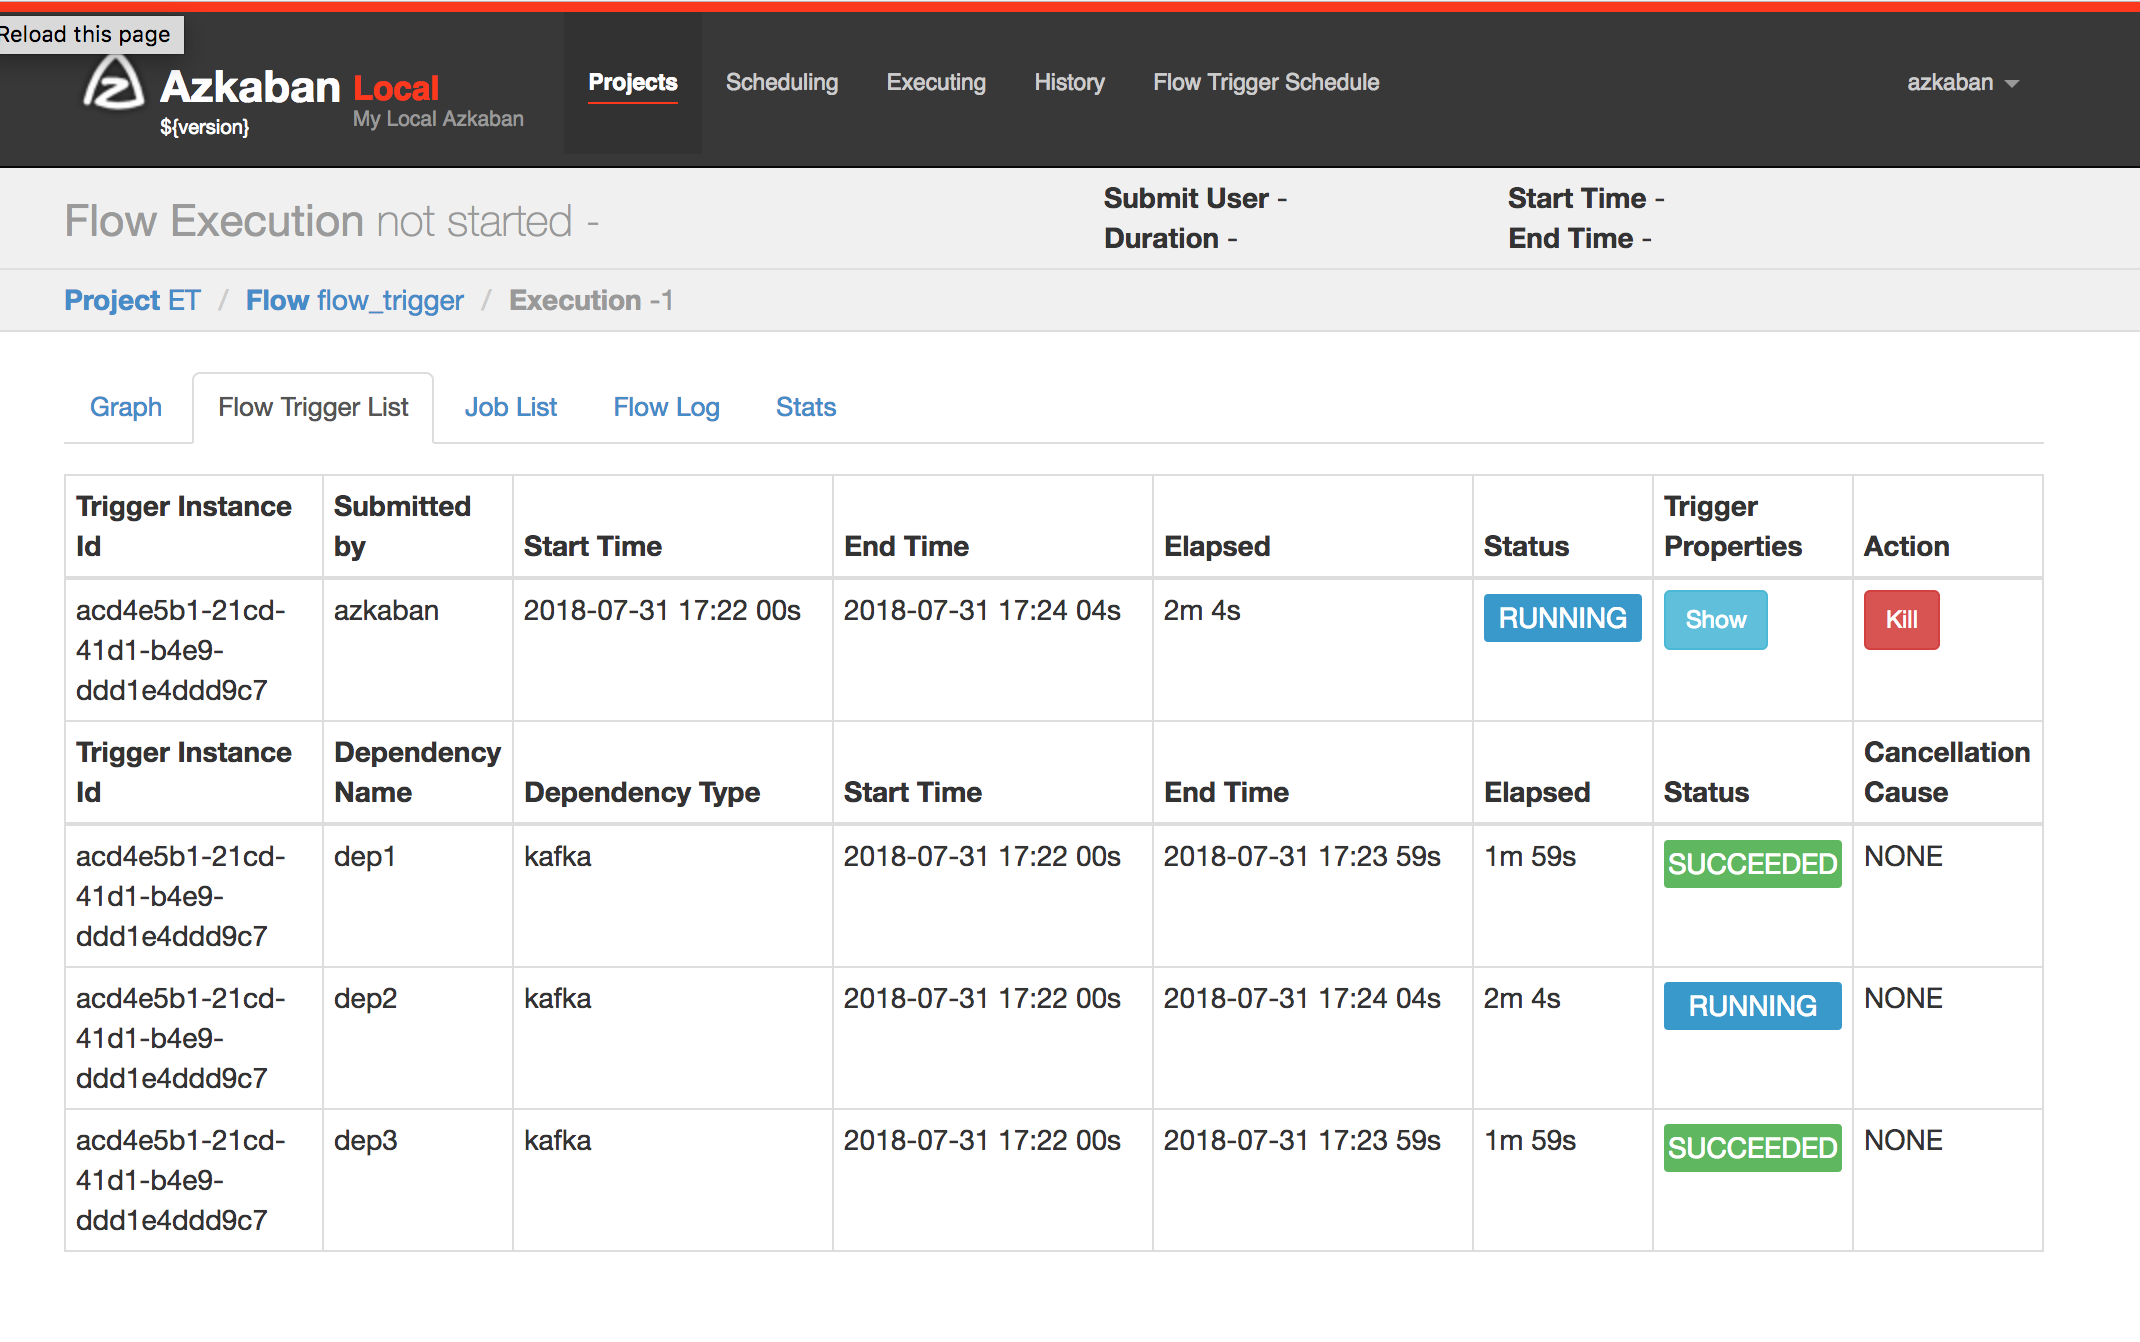 Reload this page
Azkaban Local
${version}
My Local Azkaban
Projects Scheduling Executing History Flow Trigger Schedule azkaban
Flow Execution not started -
Submit User -
Duration -
Start Time -
End Time -
Project ET / Flow flow_trigger / Execution -1
Graph Flow Trigger List Job List Flow Log Stats
Trigger Instance Id Submitted by Start Time End Time Elapsed Status Trigger Properties Action
acd4e5b1-21cd-
41d1-b4e9-
ddd1e4ddd9c7
azkaban 2018-07-31 17:22 00s 2018-07-31 17:24 04s 2m 4s RUNNING Show Kill
Trigger Instance Id Dependency Name Dependency Type Start Time End Time Elapsed Status Cancellation Cause
acd4e5b1-21cd-
41d1-b4e9-
ddd1e4ddd9c7
dep1 kafka 2018-07-31 17:22 00s 2018-07-31 17:23 59s 1m 59s SUCCEEDED NONE
acd4e5b1-21cd-
41d1-b4e9-
ddd1e4ddd9c7
dep2 kafka 2018-07-31 17:22 00s 2018-07-31 17:24 04s 2m 4s RUNNING NONE
acd4e5b1-21cd-
41d1-b4e9-
ddd1e4ddd9c7
dep3 kafka 2018-07-31 17:22 00s 2018-07-31 17:23 59s 1m 59s SUCCEEDED NONE